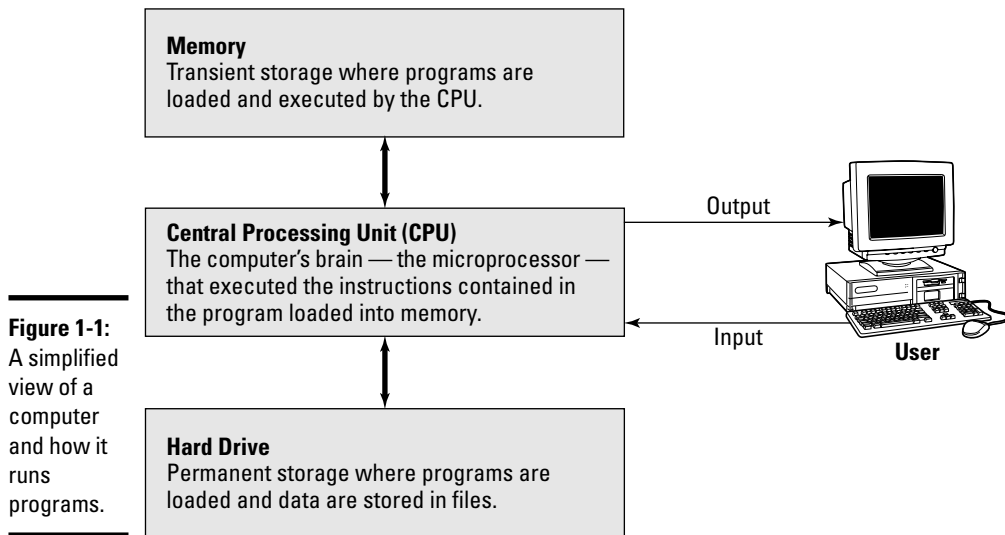 Memory
Transient storage where programs are
loaded and executed by the CPU.
Central Processing Unit (CPU)
The computer's brain — the microprocessor —
that executed the instructions contained in
the program loaded into memory.
Output
Input
User
Hard Drive
Permanent storage where programs are
loaded and data are stored in files.
Figure 1-1:
A simplified
view of a
computer
and how it
runs
programs.